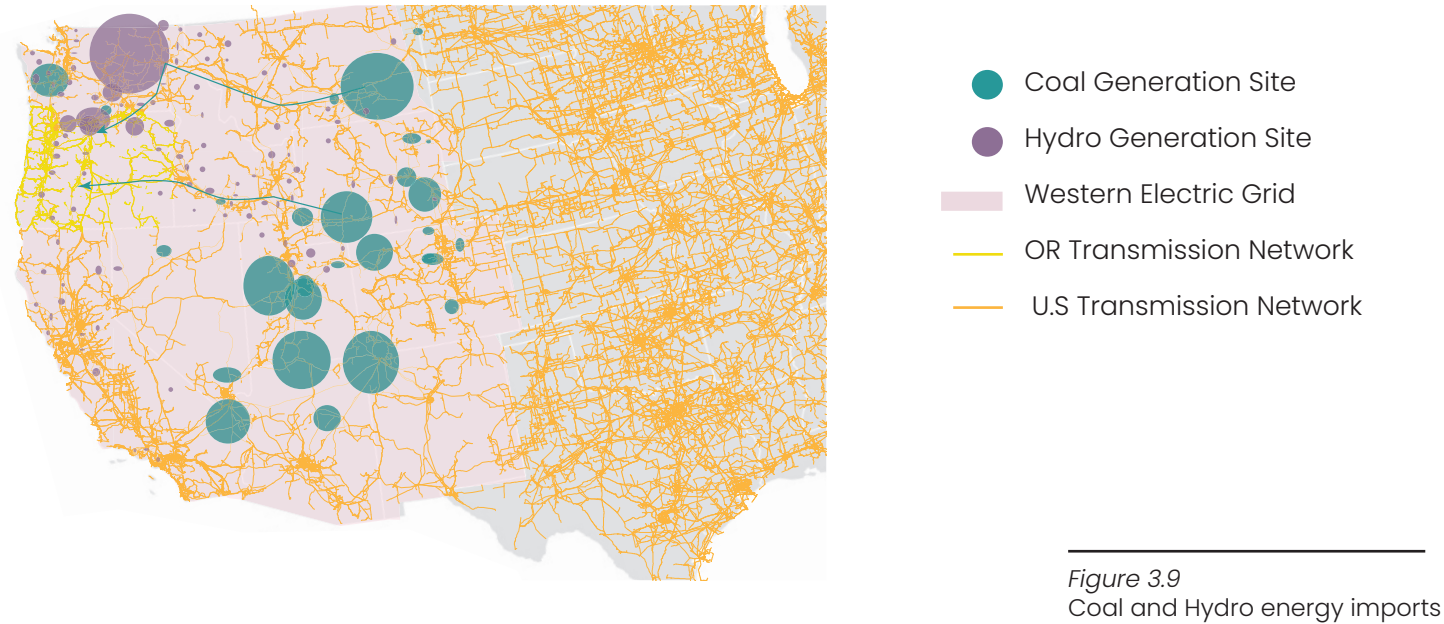 Coal Generation Site
Hydro Generation Site
Western Electric Grid
OR Transmission Network
U.S Transmission Network
Figure 3.9
Coal and Hydro energy imports